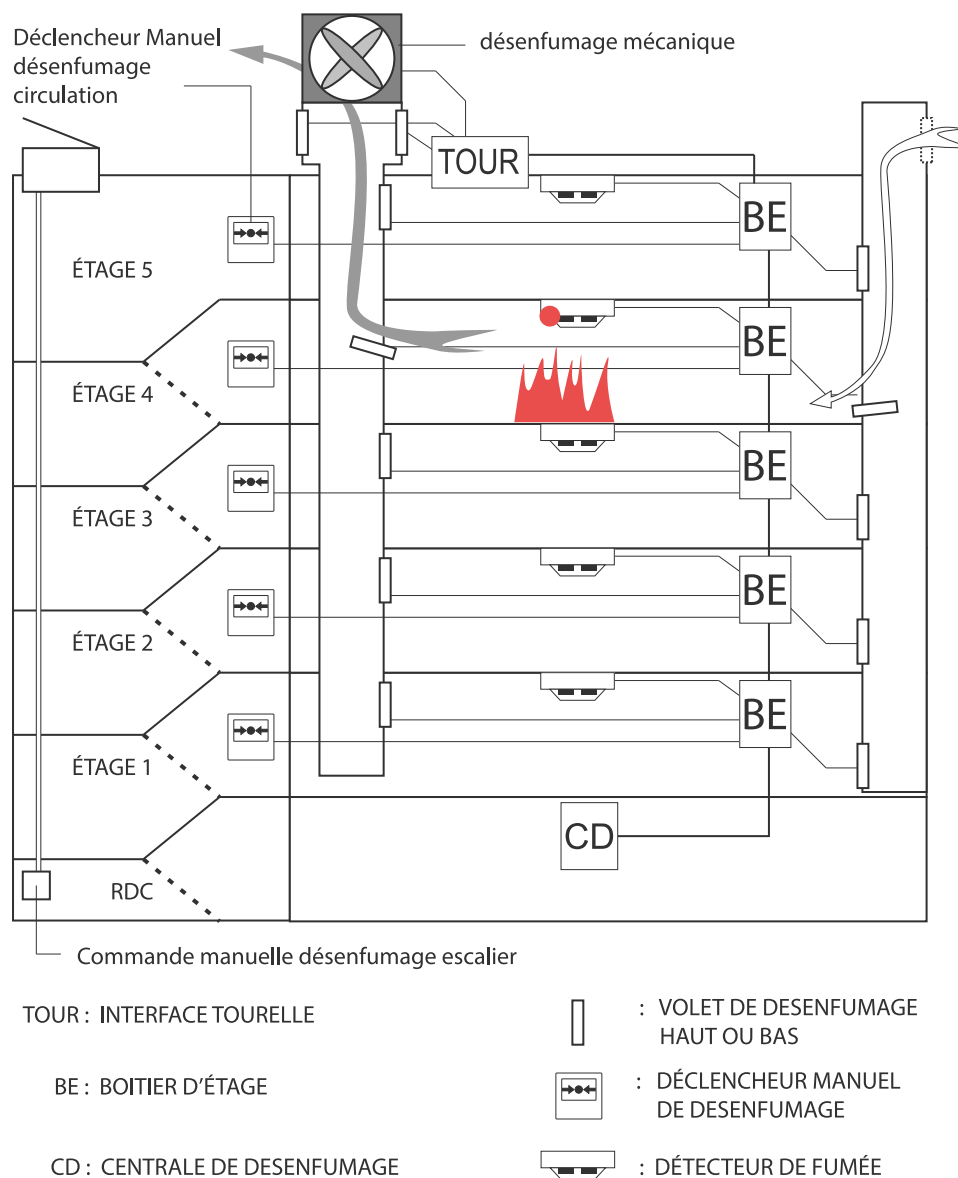 Déclencheur Manuel
désenfumage
circulation
désenfumage mécanique
TOUR
BE
ÉTAGE 5
BE
ÉTAGE 4
BE
ÉTAGE 3
BE
ÉTAGE 2
BE
ÉTAGE 1
CD
RDC
Commande manuelle désenfumage escalier
TOUR : INTERFACE TOURELLE
: VOLET DE DESENFUMAGE
HAUT OU BAS
BE : BOITIER D'ÉTAGE
: DÉCLENCHEUR MANUEL
DE DESENFUMAGE
CD : CENTRALE DE DESENFUMAGE
: DÉTECTEUR DE FUMÉE